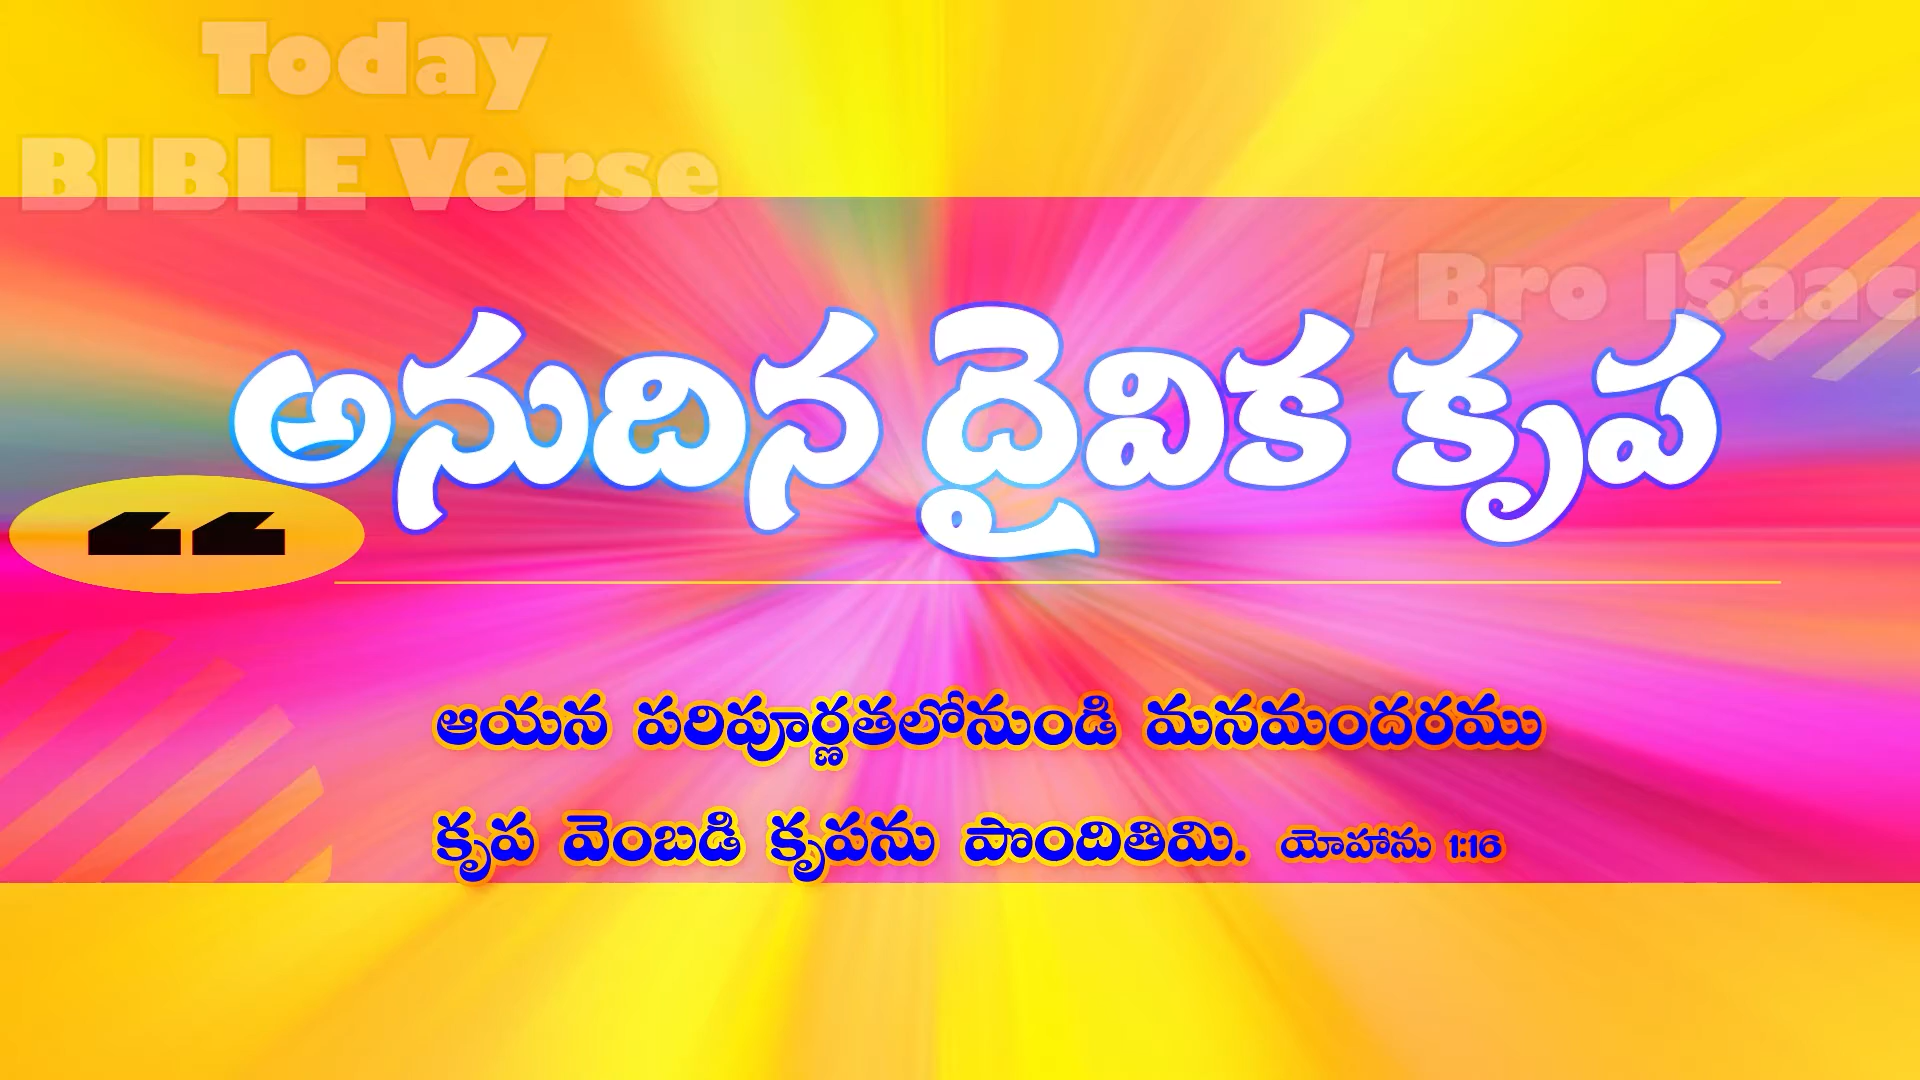 Today
BIBLE Verse
/ Bro Isaac
అనుదిన దైవిక కృప
“
ఆయన పరిపూర్ణతలోనుండి మనమందరము
కృప వెంబడి కృపను పొందితిమి. యోహాను 1:16